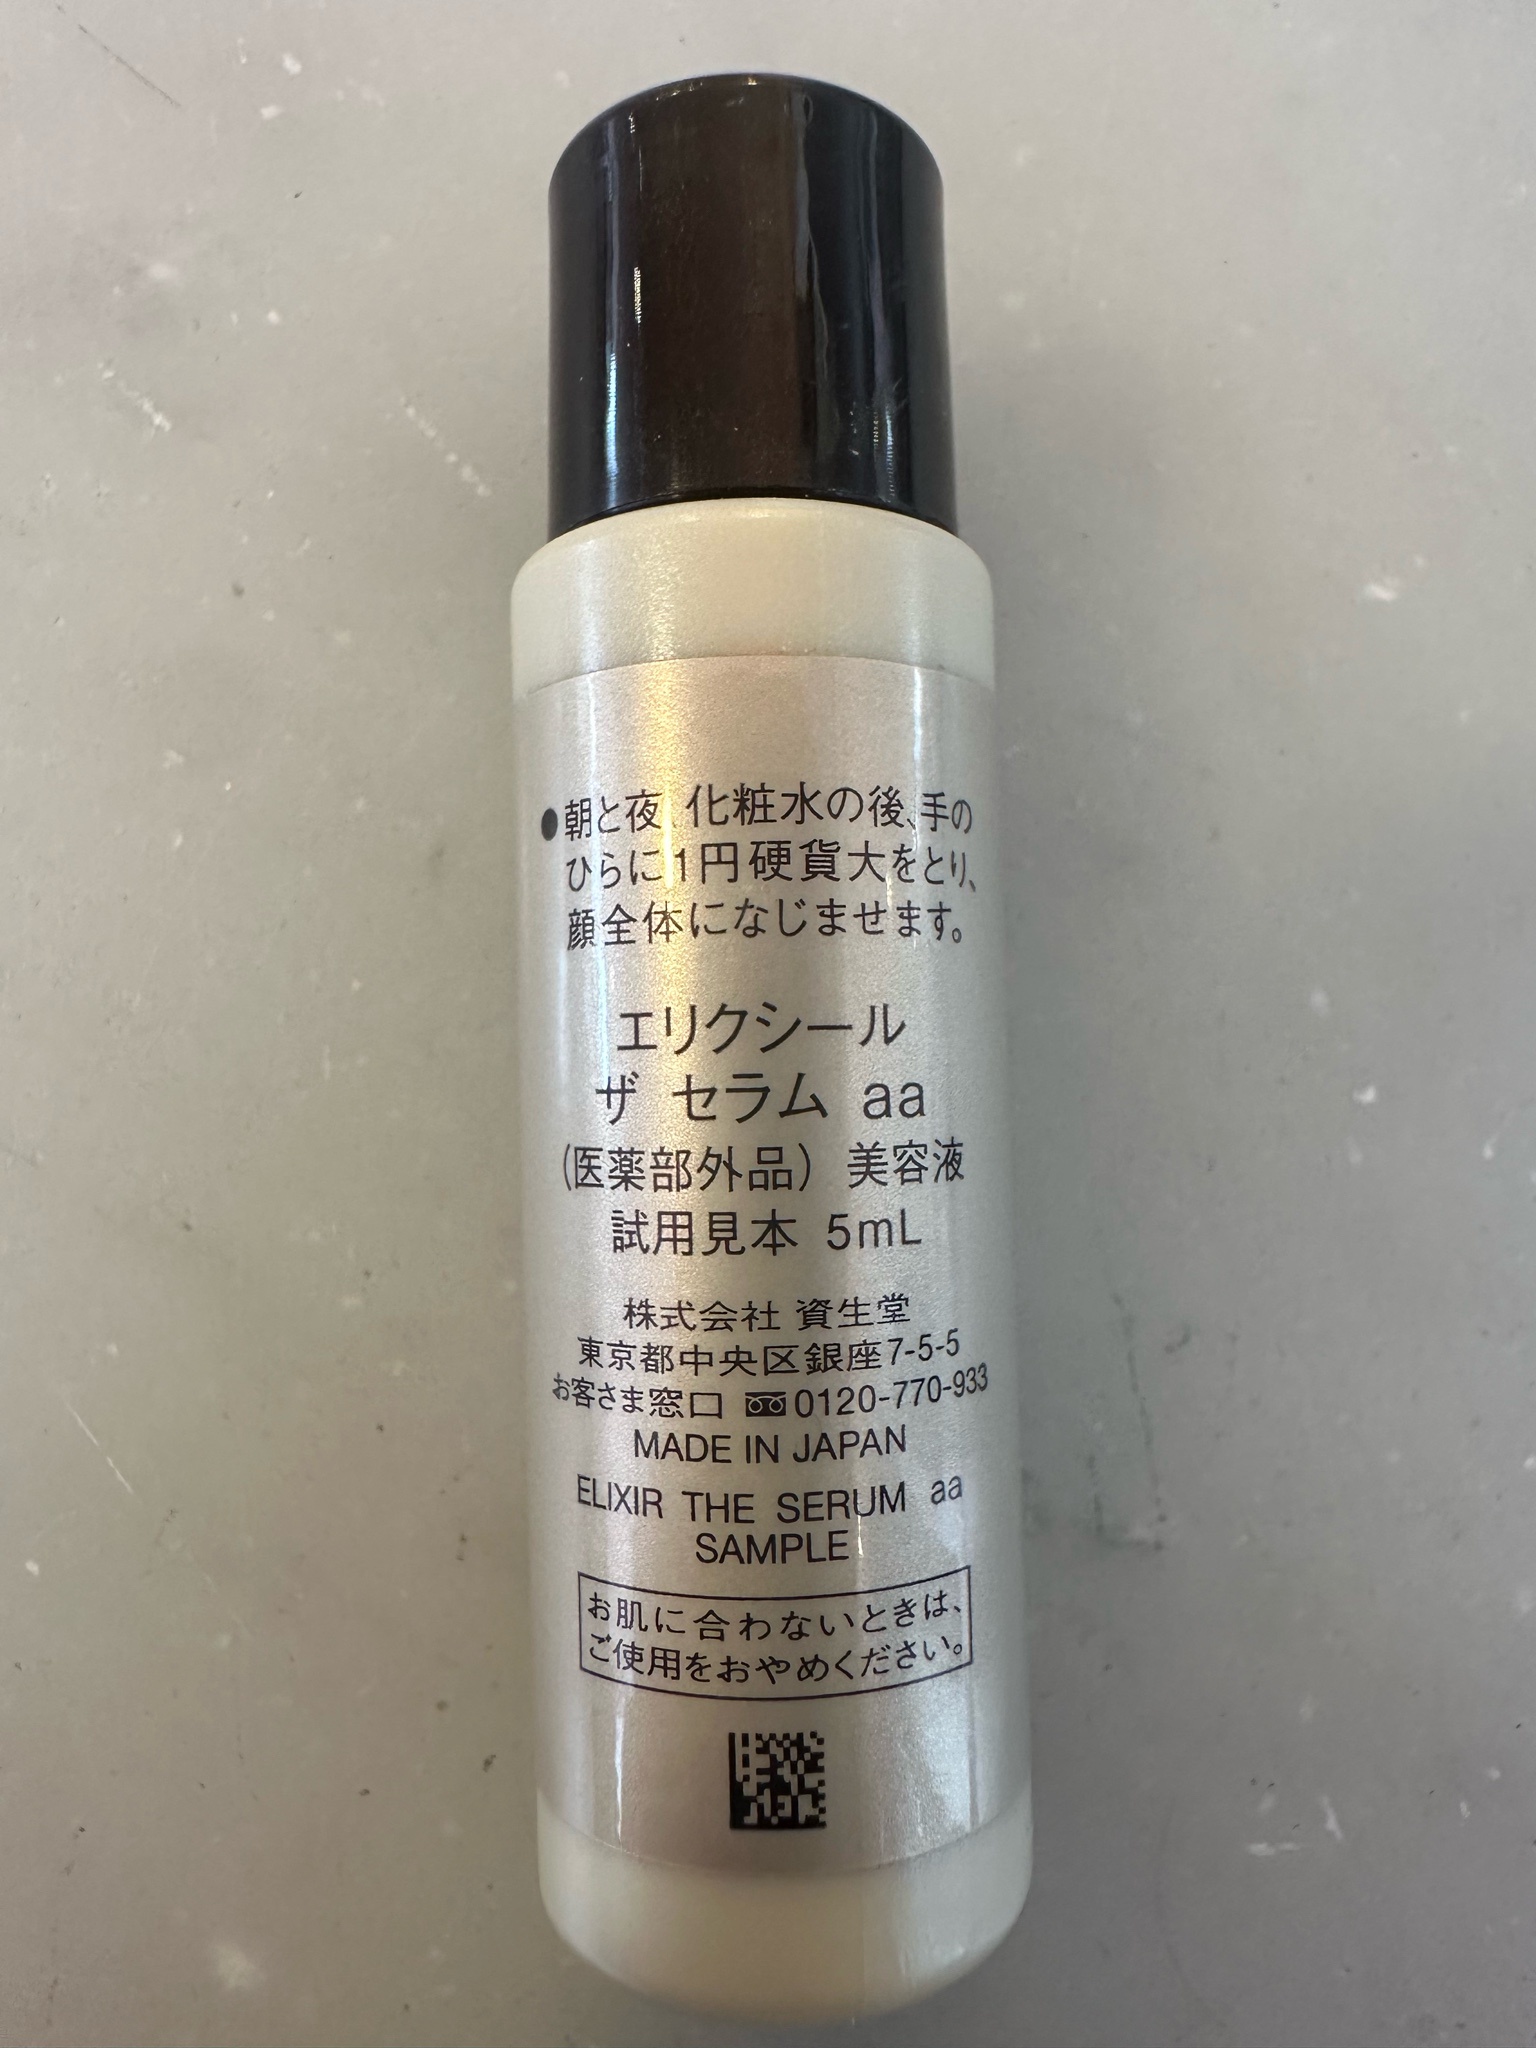 ●朝と夜、化粧水の後、手の
ひらに1円硬貨大をとり、
顔全体になじませます。
エリクシール
ザ セラム aa
(医薬部外品) 美容液
試用見本 5mL
株式会社 資生堂
東京都中央区銀座7-5-5
お客さま窓口 0120-770-933
MADE IN JAPAN
ELIXIR THE SERUM aa
SAMPLE
お肌に合わないときは、
ご使用をおやめください。